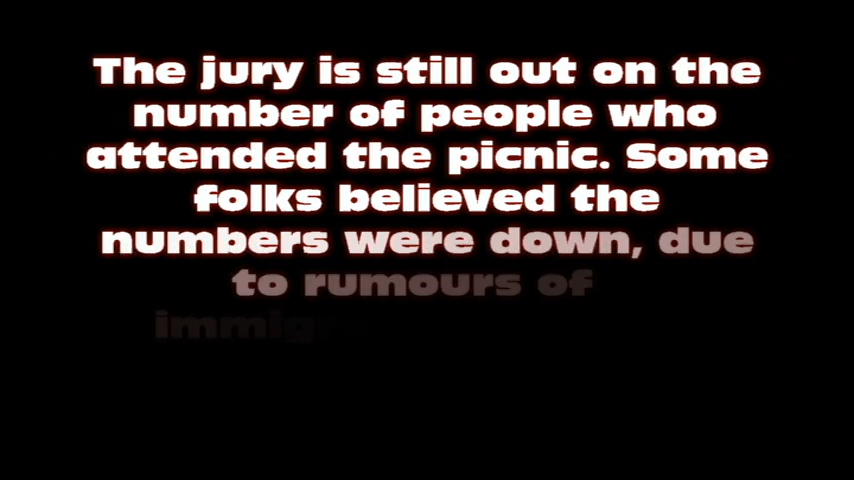 The jury is still out on the
number of people who
attended the picnic. Some
folks believed the
numbers were down, due
to rumours of